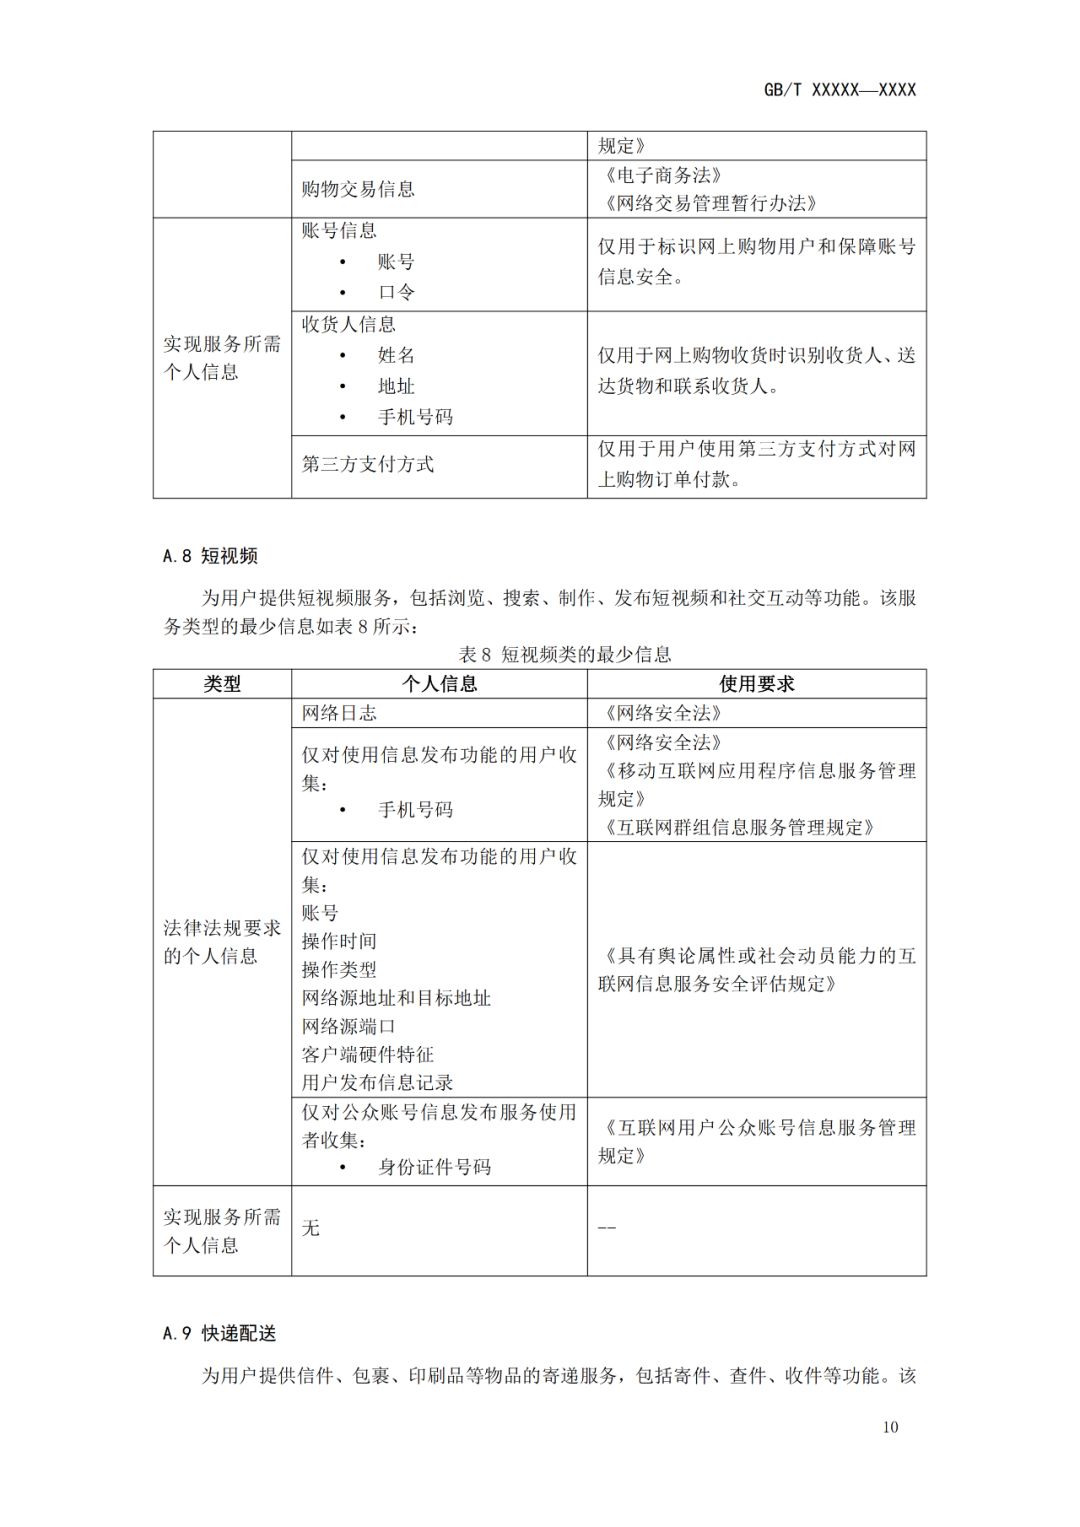 GB/T XXXXX—XXXX
规定》
购物交易信息
《电子商务法》
《网络交易管理暂行办法》
实现服务所需
个人信息
账号信息
• 账号
• 口令
仅用于标识网上购物用户和保障账号
信息安全。
收货人信息
• 姓名
• 地址
• 手机号码
仅用于网上购物收货时识别收货人、送
达货物和联系收货人。
第三方支付方式
仅用于用户使用第三方支付方式对网
上购物订单付款。
A.8 短视频
为用户提供短视频服务，包括浏览、搜索、制作、发布短视频和社交互动等功能。该服
务类型的最少信息如表 8 所示：
表 8 短视频类的最少信息
类型 个人信息 使用要求
法律法规要求
的个人信息
网络日志
《网络安全法》
仅对使用信息发布功能的用户收
集：
• 手机号码
《网络安全法》
《移动互联网应用程序信息服务管理
规定》
《互联网群组信息服务管理规定》
仅对使用信息发布功能的用户收
集：
账号
操作时间
操作类型
网络源地址和目标地址
网络源端口
客户端硬件特征
用户发布信息记录
《具有舆论属性或社会动员能力的互
联网信息服务安全评估规定》
仅对公众账号信息发布服务使用
者收集：
• 身份证件号码
《互联网用户公众账号信息服务管理
规定》
实现服务所需
个人信息
无
--
A.9 快递配送
为用户提供信件、包裹、印刷品等物品的寄递服务，包括寄件、查件、收件等功能。该
10